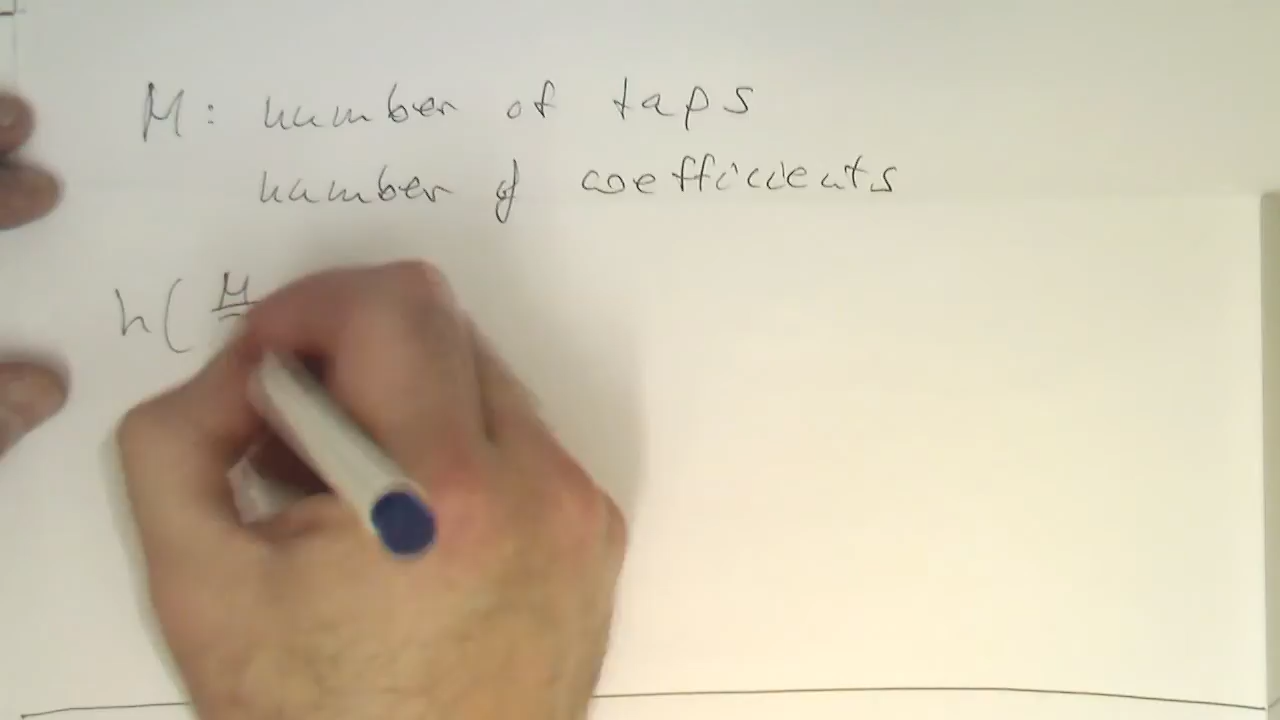 M: number of taps
number of coefficients
h( M